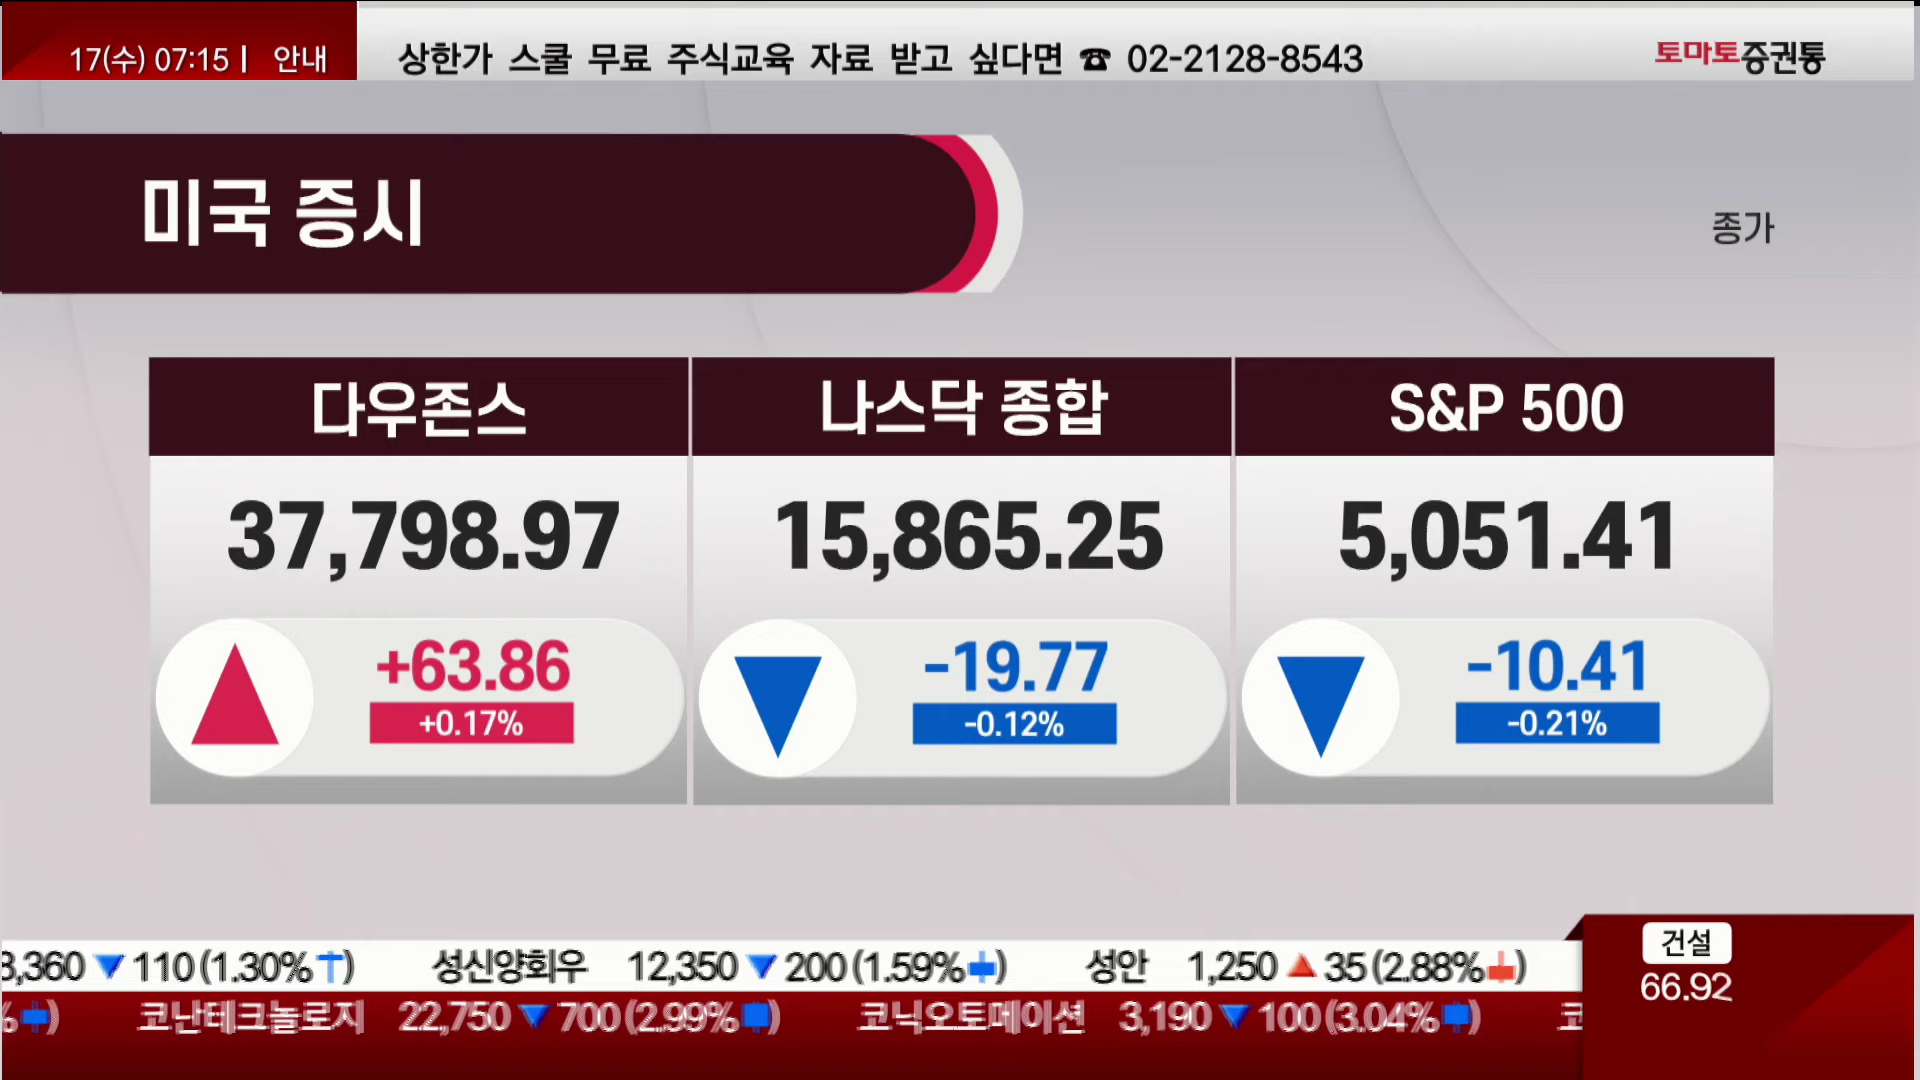 17(수) 07:15 | 안내
상한가 스쿨 무료 주식교육 자료 받고 싶다면 ☎ 02-2128-8543
토마토증권통
미국 증시
종가
다우존스
37,798.97
▲ +63.86
+0.17%
나스닥 종합
15,865.25
▼ -19.77
-0.12%
S&P 500
5,051.41
▼ -10.41
-0.21%
,360 ▼ 110 (1.30%) 성신양회우 12,350 ▼ 200 (1.59%) 성안 1,250 ▲ 35 (2.88%)
%) 코난테크놀로지 22,750 ▼ 700 (2.99%) 코닉오토메이션 3,190 ▼ 100 (3.04%) 코
건설
66.92